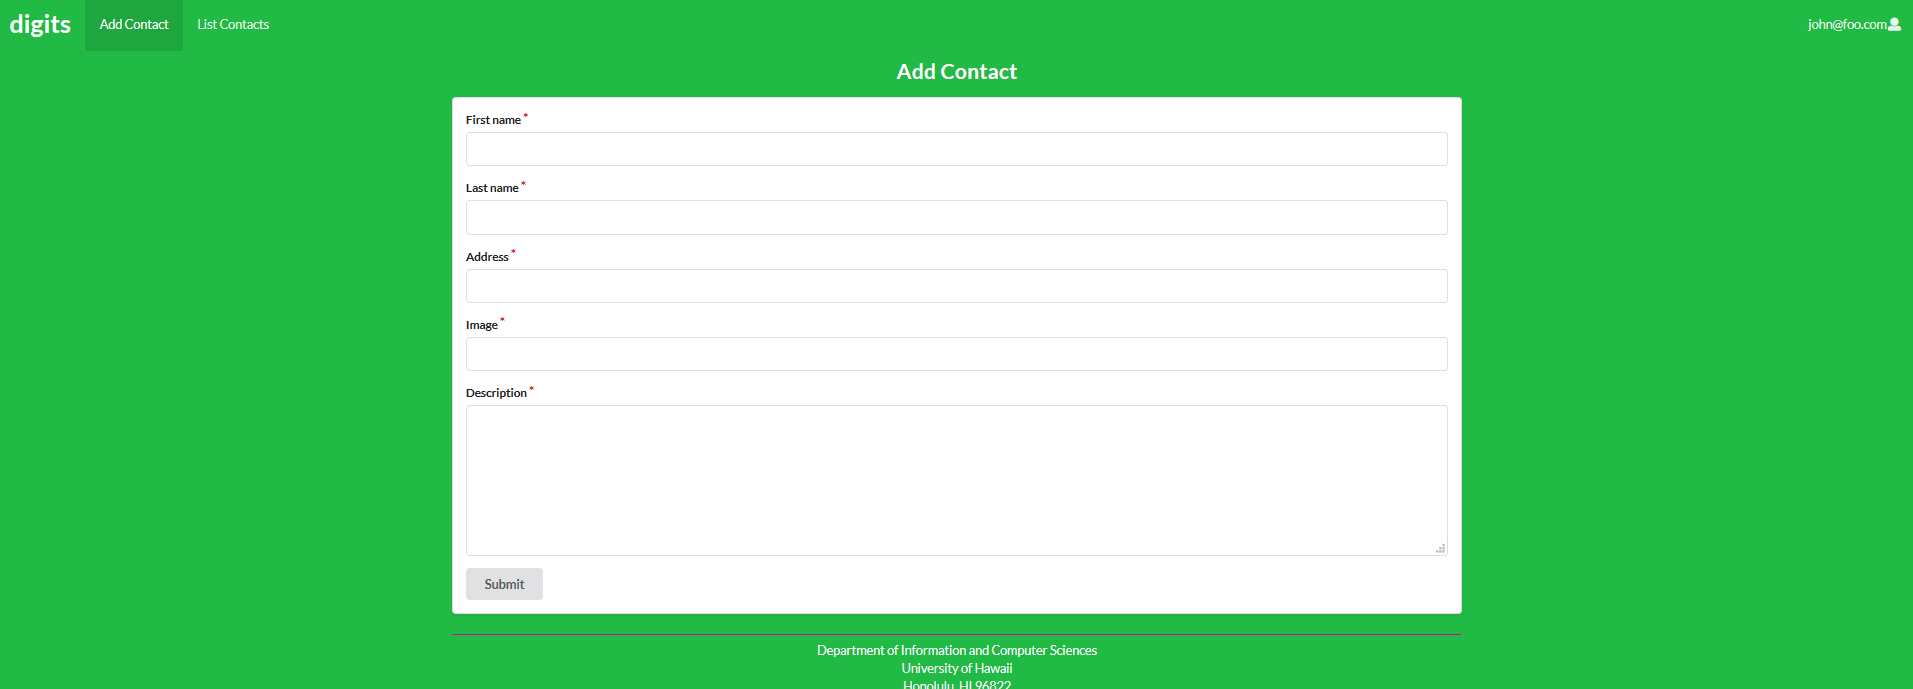 digits
Add Contact
List Contacts
john@foo.com
Add Contact
First name *
Last name *
Address *
Image *
Description *
Submit
Department of Information and Computer Sciences
University of Hawaii
Honolulu, HI 96822